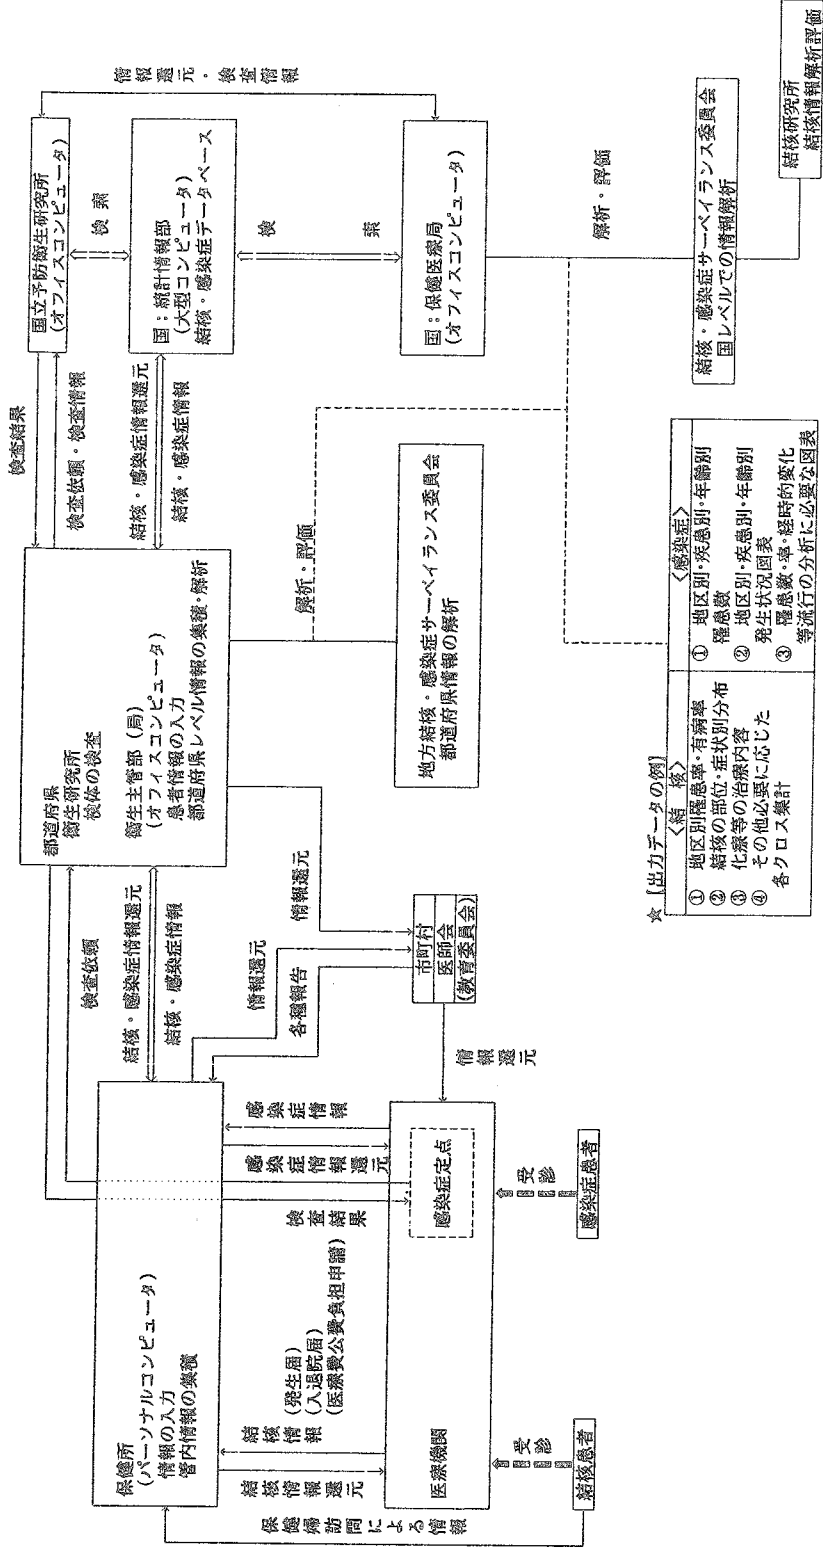 保健所
(パーソナルコンピュータ)
情報の入力
管内情報の集積
保健婦訪問による情報
結核情報還元
結核情報
(発生届)
(入退院届)
(医療費公費負担申請)
検査結果
感染症情報還元
感染症情報
医療機関
感染症定点
受診
結核患者
受診
感染症患者
検査依頼
結核・感染症情報還元
結核・感染症情報
情報還元
各種報告
情報還元
市町村
医師会
(教育委員会)
情報還元
都道府県
衛生研究所
検体の検査
衛生主管部(局)
(オフィスコンピュータ)
患者情報の入力
都道府県レベル情報の集積・解析
解析・評価
地方結核・感染症サーベイランス委員会
都道府県情報の解析
検査結果
検査依頼・検査情報
結核・感染症情報還元
結核・感染症情報
国立予防衛生研究所
(オフィスコンピュータ)
検索
国:統計情報部
(大型コンピュータ)
結核・感染症データベース
検索
国:保健医療局
(オフィスコンピュータ)
情報還元・検査情報
解析・評価
結核・感染症サーベイランス委員会
国レベルでの情報解析
結核研究所
結核情報解析評価
☆ [出力データの例]
<結 核>
① 地区別罹患率・有病率
② 結核の部位・症状別分布
③ 化療等の治療内容
④ その他必要に応じた
各クロス集計
<感染症>
① 地区別・疾患別・年齢別
罹患数
② 地区別・疾患別・年齢別
発生状況図表
③ 罹患数・率・経時的変化
等流行の分析に必要な図表